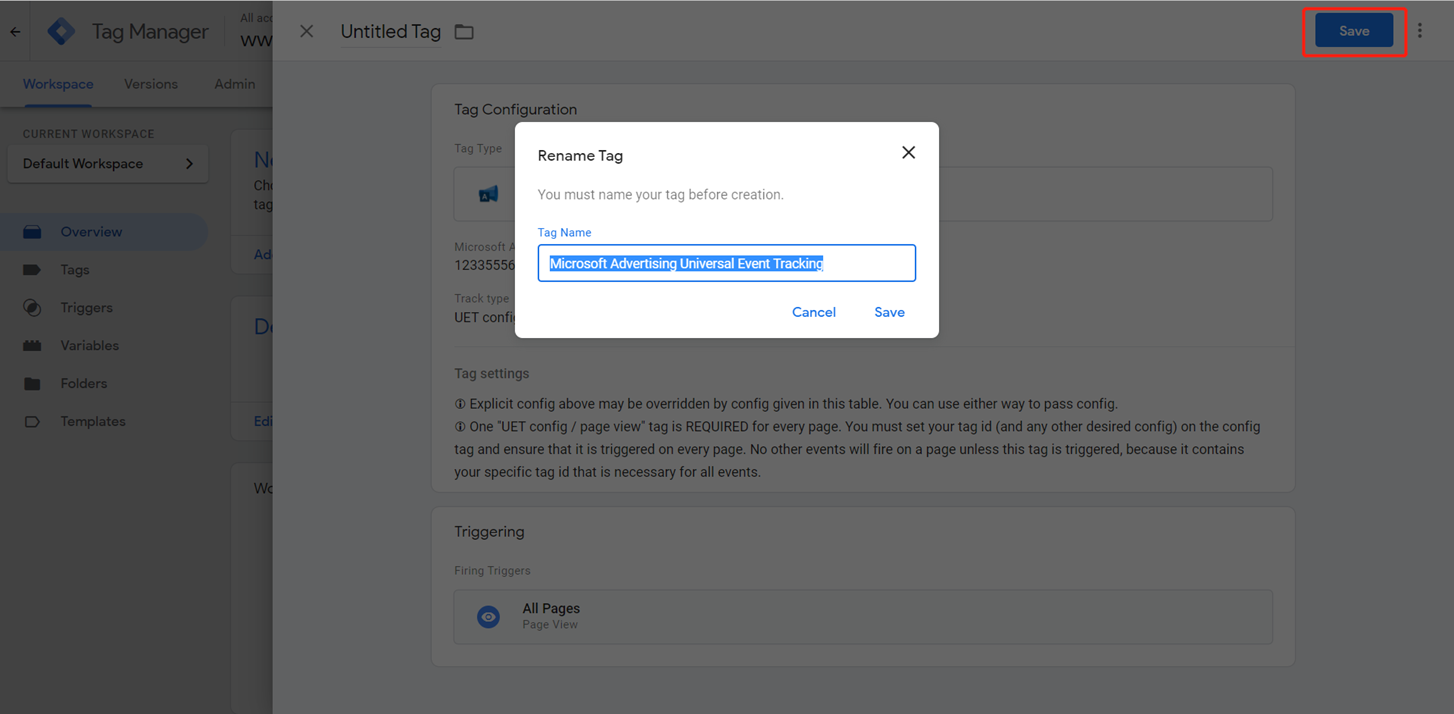 Tag Manager
All acc
WW
Untitled Tag
Save
Workspace
Versions
Admin
CURRENT WORKSPACE
Default Workspace
Overview
Tags
Triggers
Variables
Folders
Templates
Ne
Cho
tag
Add
De
Edi
Wo
Tag Configuration
Tag Type
Microsoft A
12335556
Track type
UET confi
Rename Tag
You must name your tag before creation.
Tag Name
Microsoft Advertising Universal Event Tracking
Cancel
Save
Tag settings
Explicit config above may be overridden by config given in this table. You can use either way to pass config.
One "UET config / page view" tag is REQUIRED for every page. You must set your tag id (and any other desired config) on the config
tag and ensure that it is triggered on every page. No other events will fire on a page unless this tag is triggered, because it contains
your specific tag id that is necessary for all events.
Triggering
Firing Triggers
All Pages
Page View